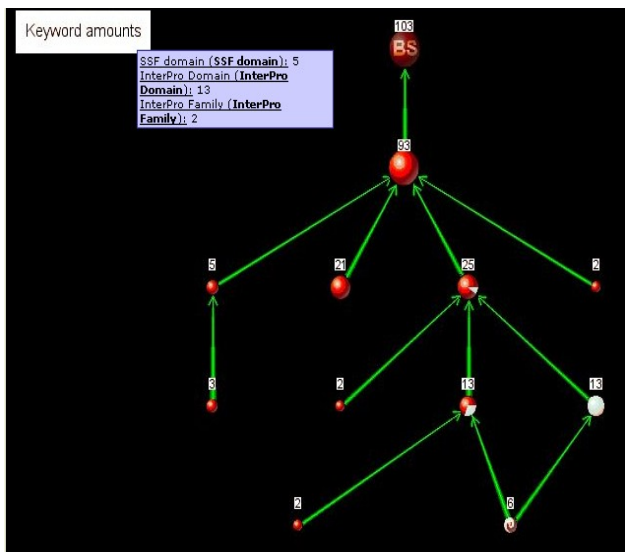 Keyword amounts
103
BS
SSF domain (SSF domain): 5
InterPro Domain (InterPro
Domain): 13
InterPro Family (InterPro
Family): 2
93
5
21
25
2
3
2
13
13
2
6